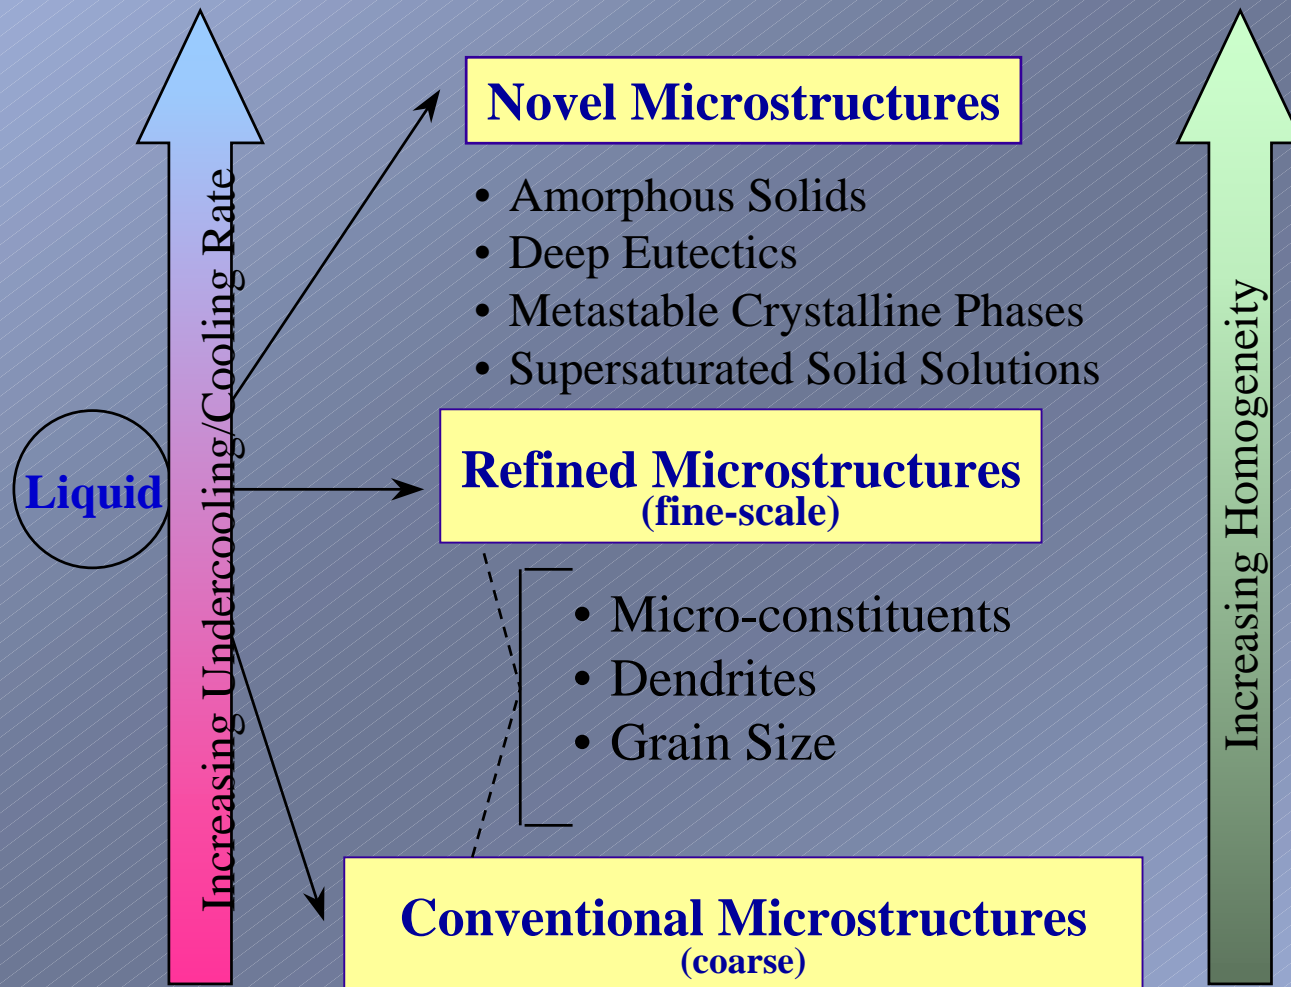 Novel Microstructures
• Amorphous Solids
• Deep Eutectics
• Metastable Crystalline Phases
• Supersaturated Solid Solutions
Increasing Undercooling/Cooling Rate
Liquid
Refined Microstructures
(fine-scale)
• Micro-constituents
• Dendrites
• Grain Size
Increasing Homogeneity
Conventional Microstructures
(coarse)